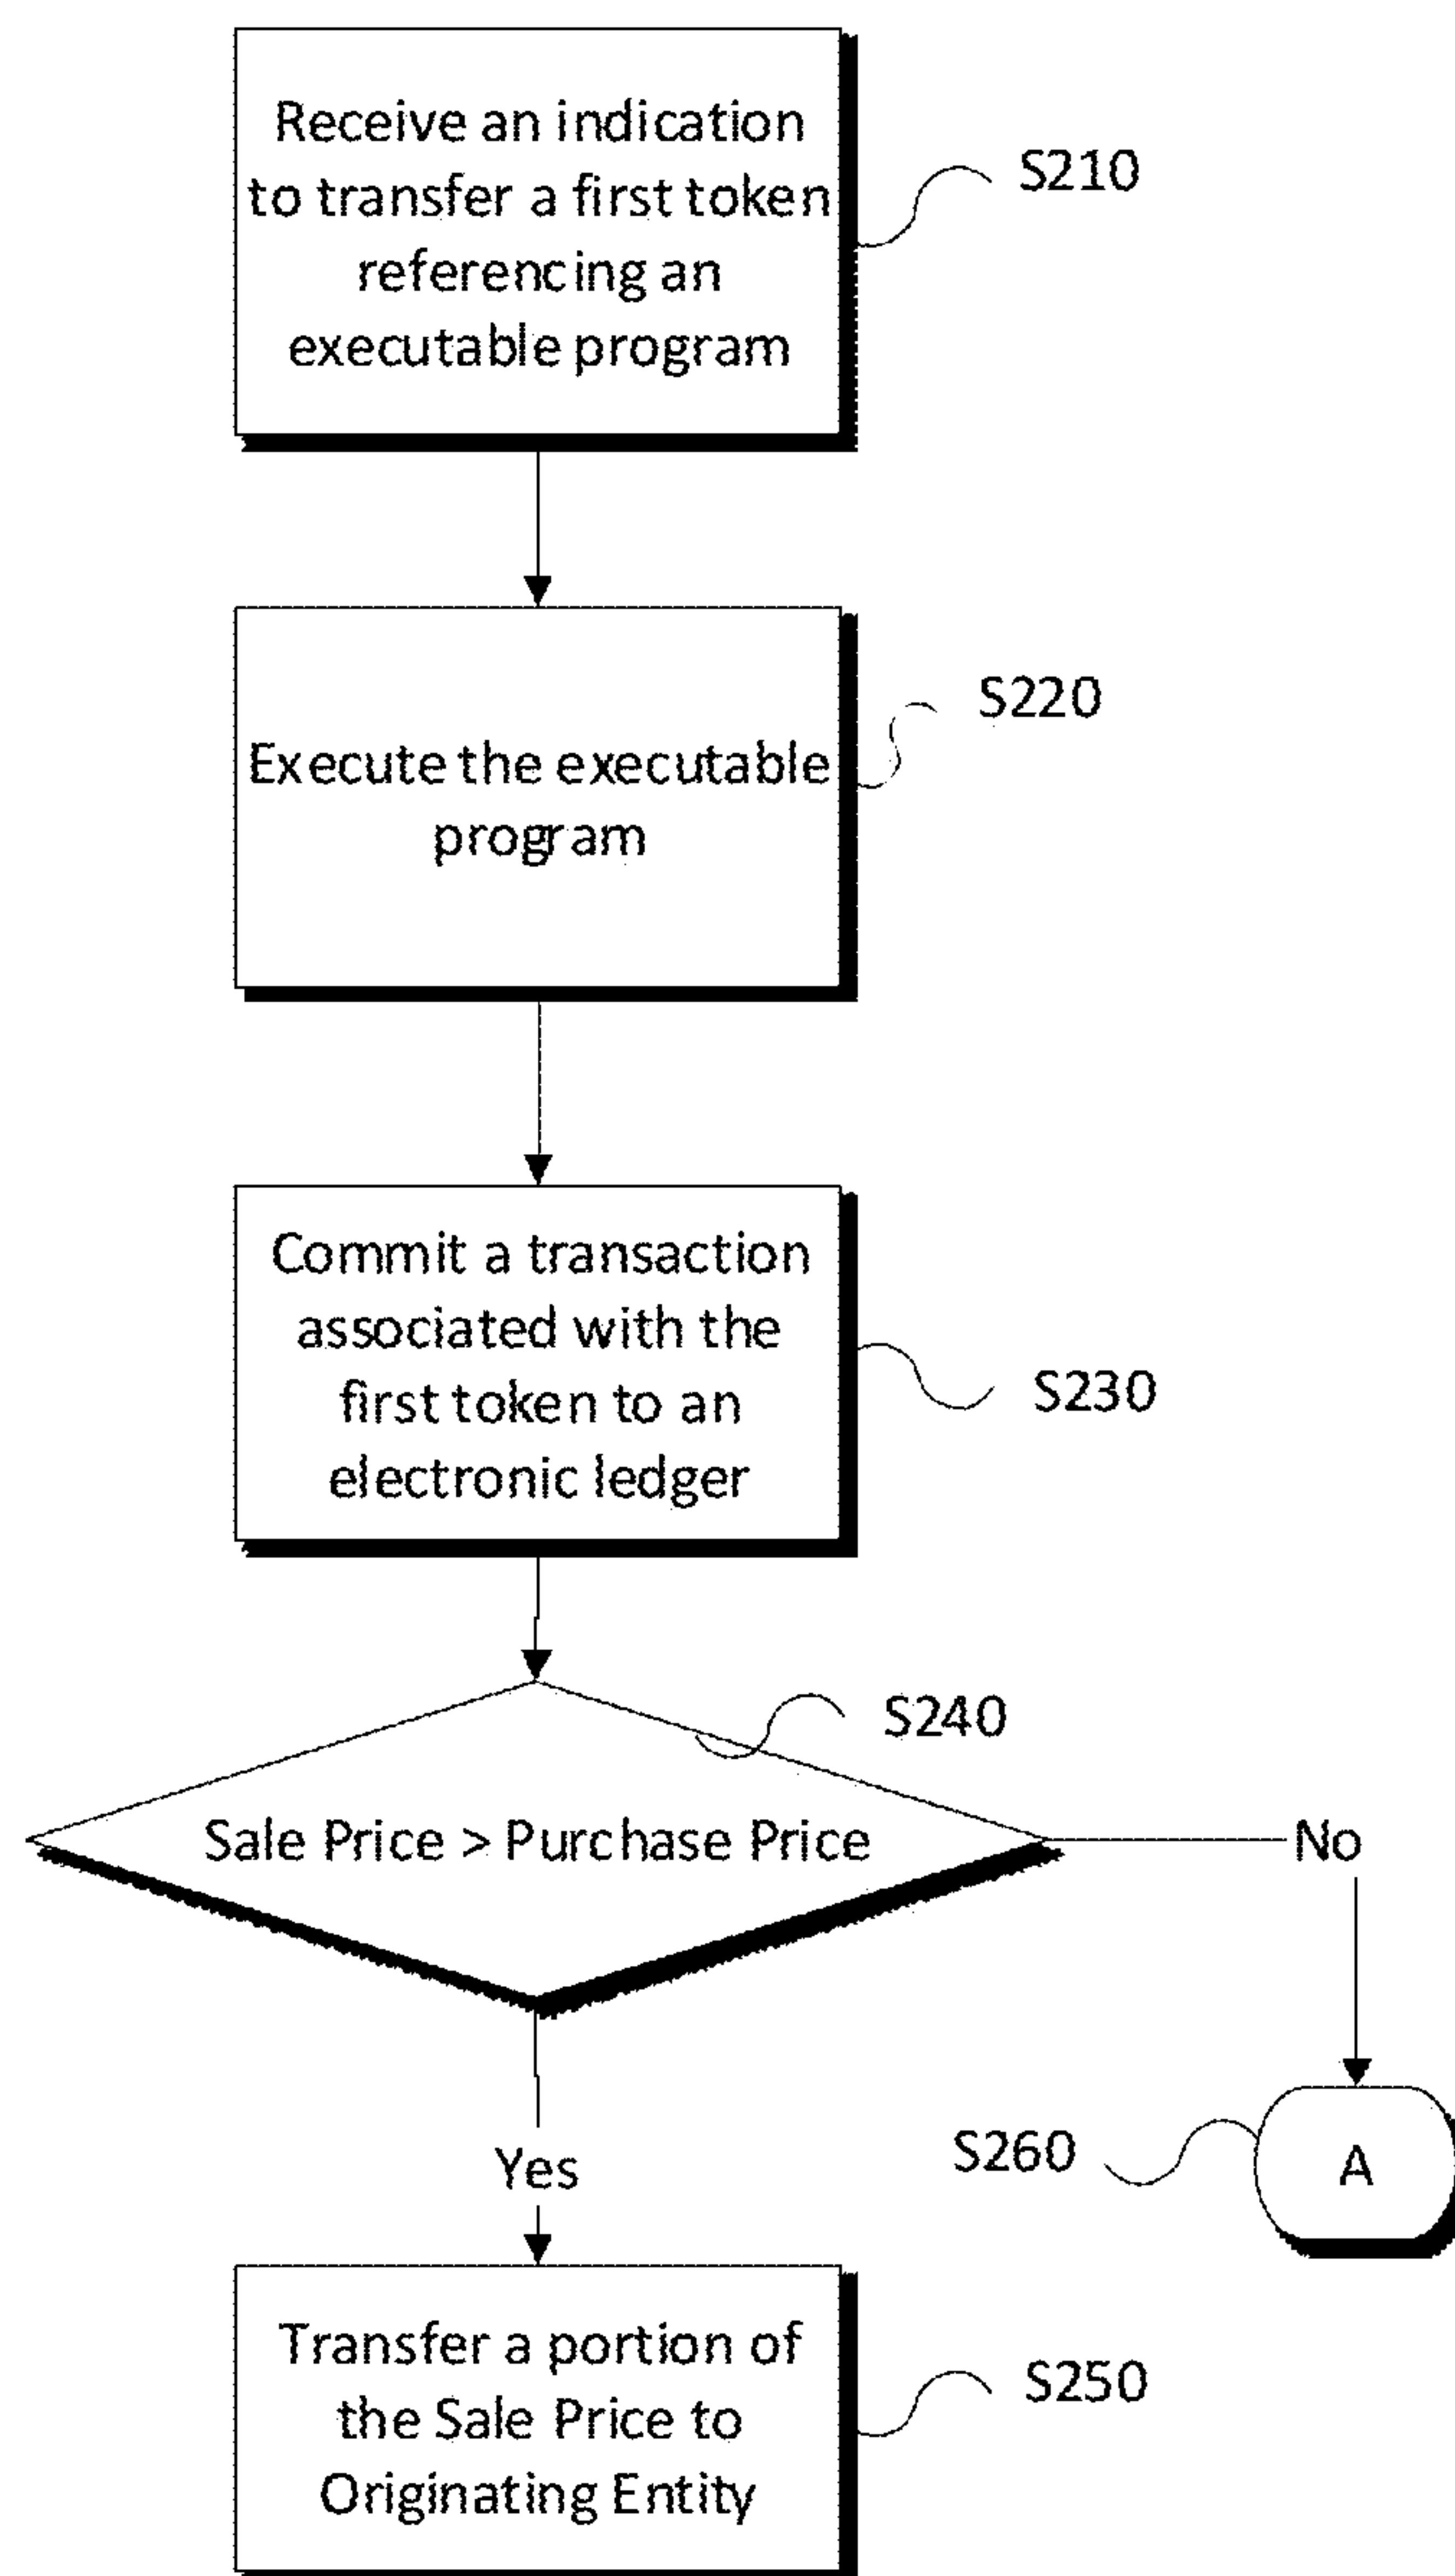 Receive an indication
to transfer a first token
referencing an
executable program
S210
Execute the executable
program
S220
Commit a transaction
associated with the
first token to an
electronic ledger
S230
S240
Sale Price > Purchase Price
No
Yes
S260
A
Transfer a portion of
the Sale Price to
Originating Entity
S250